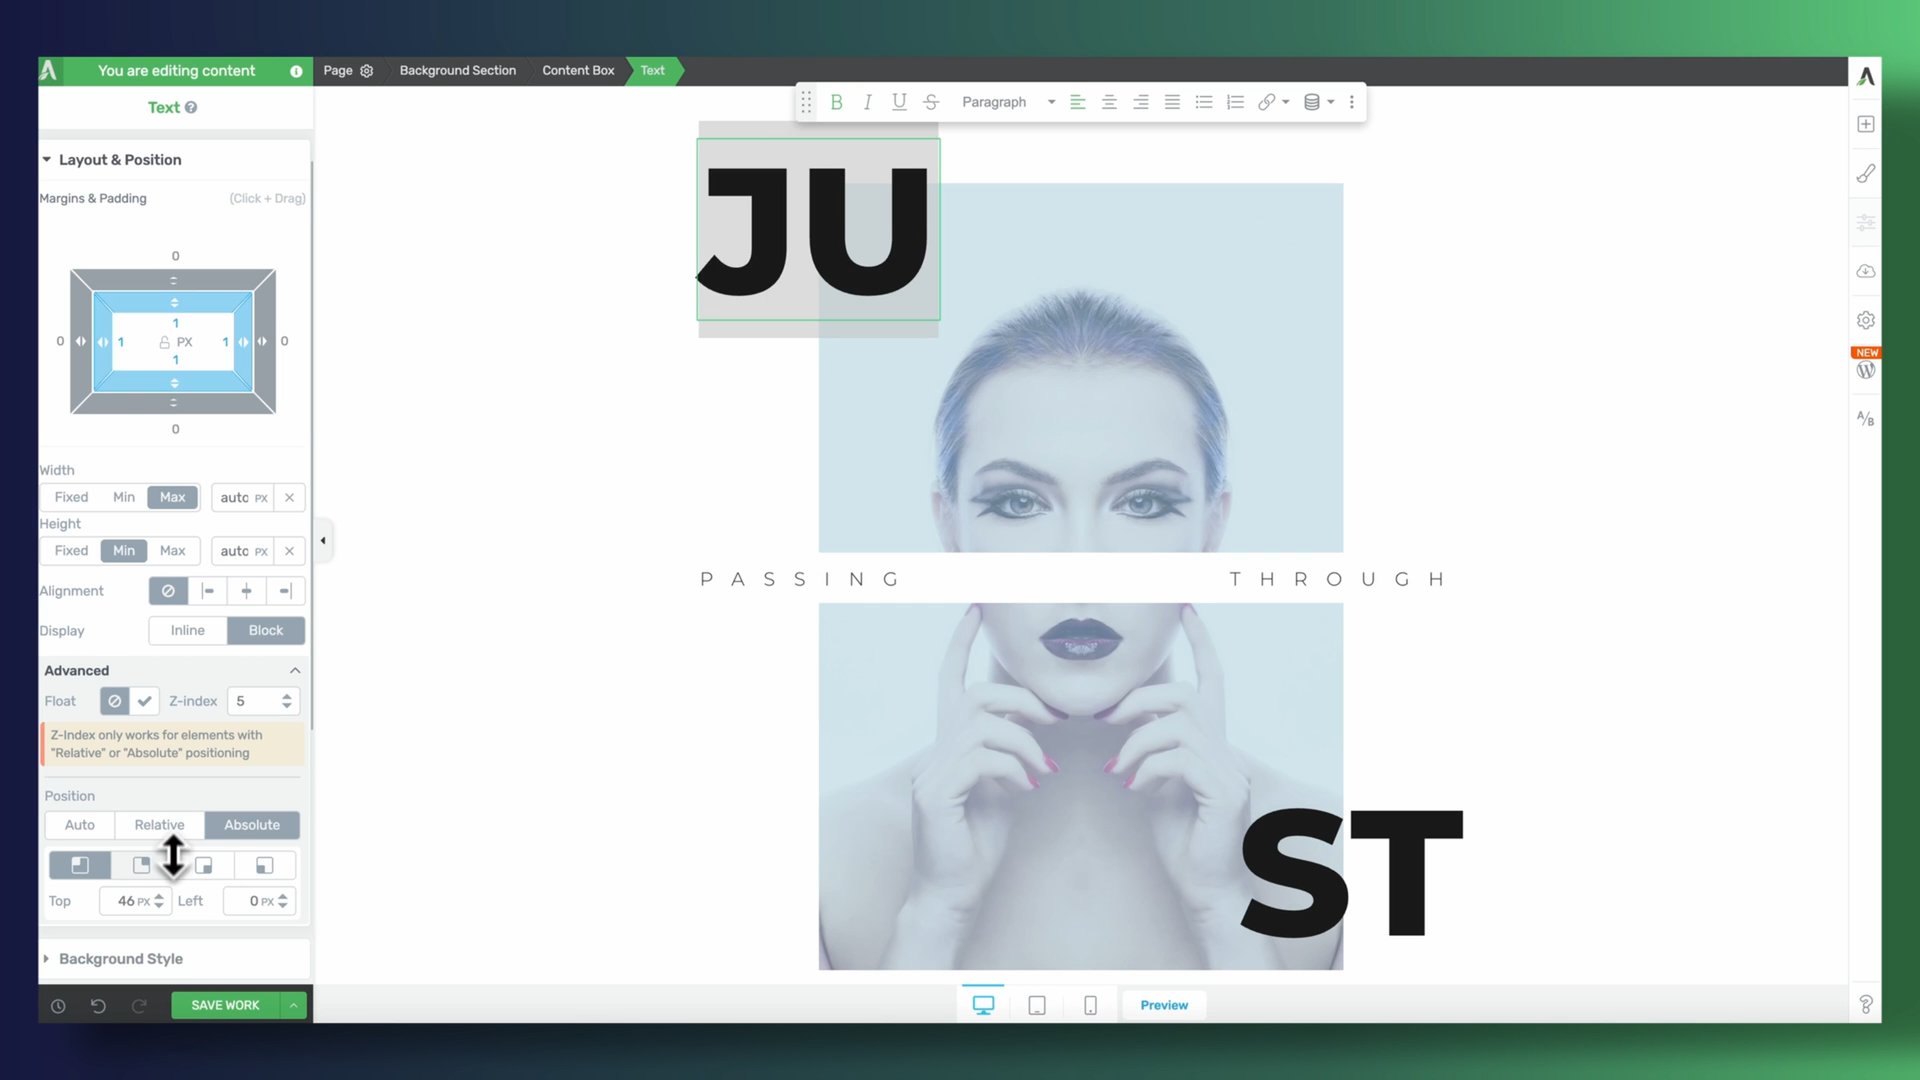 You are editing content
Page
Background Section
Content Box
Text
Text
B I U S Paragraph
Layout & Position
Margins & Padding (Click + Drag)
0
1
0 1 PX 1 0
1
0
Width
Fixed Min Max auto PX
Height
Fixed Min Max auto PX
Alignment
Display Inline Block
Advanced
Float Z-index 5
Z-Index only works for elements with
"Relative" or "Absolute" positioning
Position
Auto Relative Absolute
Top 46 PX Left 0 PX
Background Style
SAVE WORK
JU
PASSING THROUGH
ST
Preview
NEW
A/B